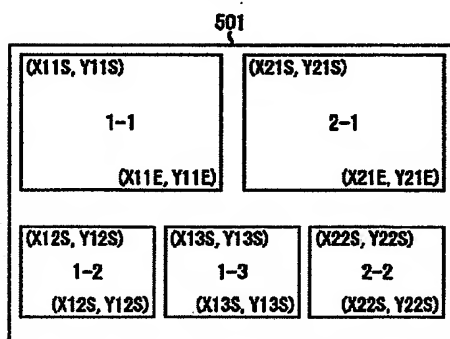 501
(X11S, Y11S) (X21S, Y21S)
1-1 2-1
(X11E, Y11E) (X21E, Y21E)
(X12S, Y12S) (X13S, Y13S) (X22S, Y22S)
1-2 1-3 2-2
(X12S, Y12S) (X13S, Y13S) (X22S, Y22S)